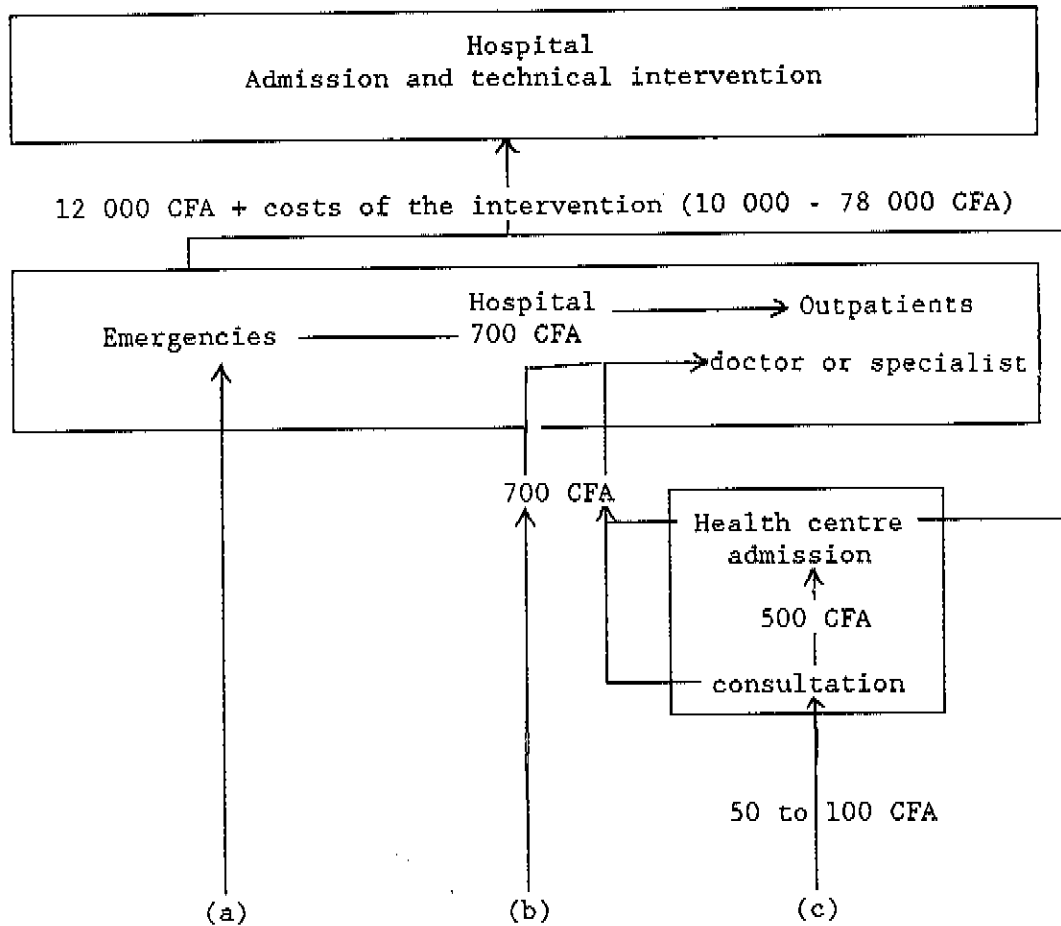 Hospital
Admission and technical intervention
12 000 CFA + costs of the intervention (10 000 - 78 000 CFA)
Hospital
Outpatients
Emergencies
700 CFA
doctor or specialist
700 CFA
Health centre
admission
500 CFA
consultation
50 to 100 CFA
(a) (b) (c)